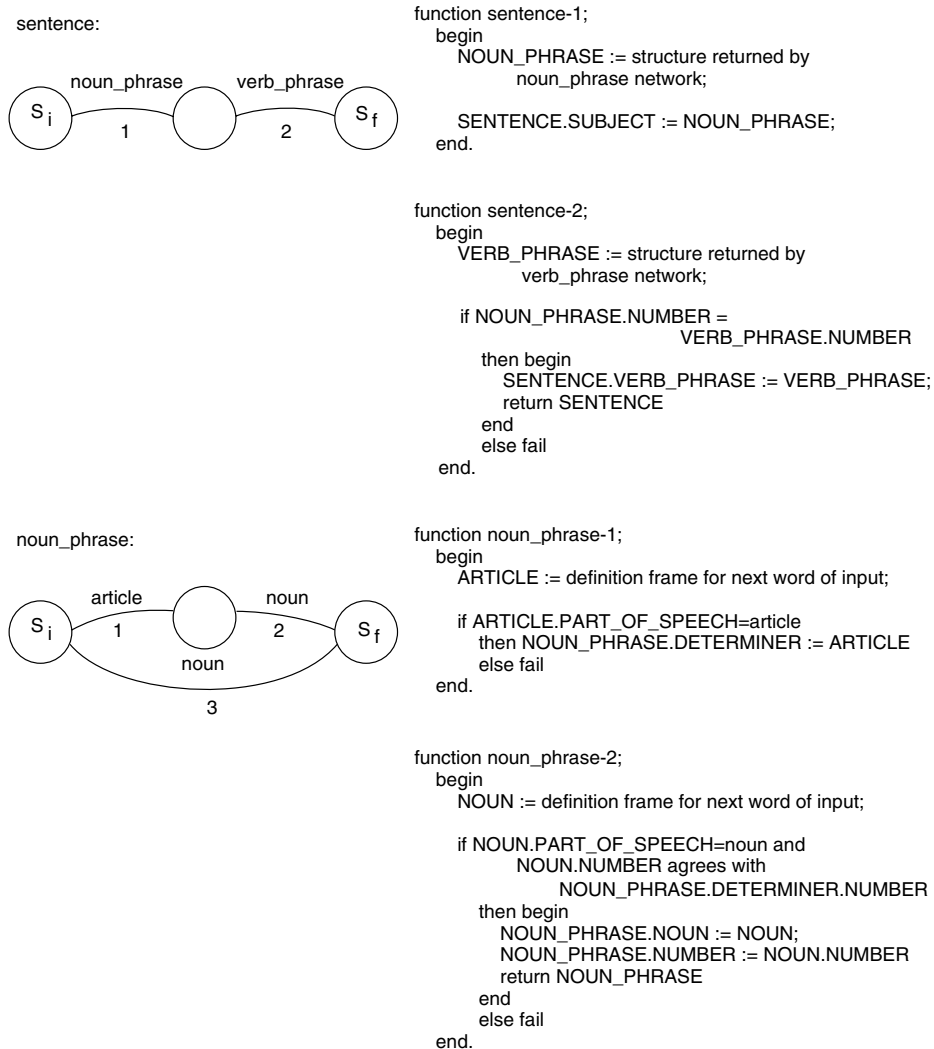 sentence:
noun_phrase
verb_phrase
S i
S f
1
2
function sentence-1;
begin
NOUN_PHRASE := structure returned by
noun_phrase network;
SENTENCE.SUBJECT := NOUN_PHRASE;
end.
function sentence-2;
begin
VERB_PHRASE := structure returned by
verb_phrase network;
if NOUN_PHRASE.NUMBER =
VERB_PHRASE.NUMBER
then begin
SENTENCE.VERB_PHRASE := VERB_PHRASE;
return SENTENCE
end
else fail
end.
noun_phrase:
article
noun
S i
S f
1
2
noun
3
function noun_phrase-1;
begin
ARTICLE := definition frame for next word of input;
if ARTICLE.PART_OF_SPEECH=article
then NOUN_PHRASE.DETERMINER := ARTICLE
else fail
end.
function noun_phrase-2;
begin
NOUN := definition frame for next word of input;
if NOUN.PART_OF_SPEECH=noun and
NOUN.NUMBER agrees with
NOUN_PHRASE.DETERMINER.NUMBER
then begin
NOUN_PHRASE.NOUN := NOUN;
NOUN_PHRASE.NUMBER := NOUN.NUMBER
return NOUN_PHRASE
end
else fail
end.